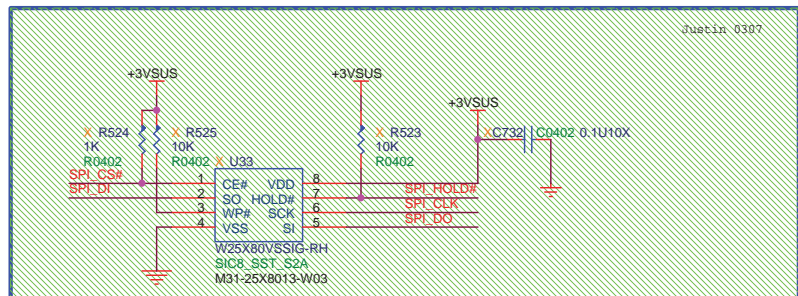 Justin 0307
+3VSUS
+3VSUS
+3VSUS
X R524
1K
R0402
X R525
10K
R0402
X R523
10K
R0402
X C732 C0402 0.1U10X
X U33
SPI_CS#
SPI_DI
1 CE# VDD 8
2 SO HOLD# 7
3 WP# SCK 6
4 VSS SI 5
SPI_HOLD#
SPI_CLK
SPI_DO
W25X80VSSIG-RH
SIC8_SST_S2A
M31-25X8013-W03